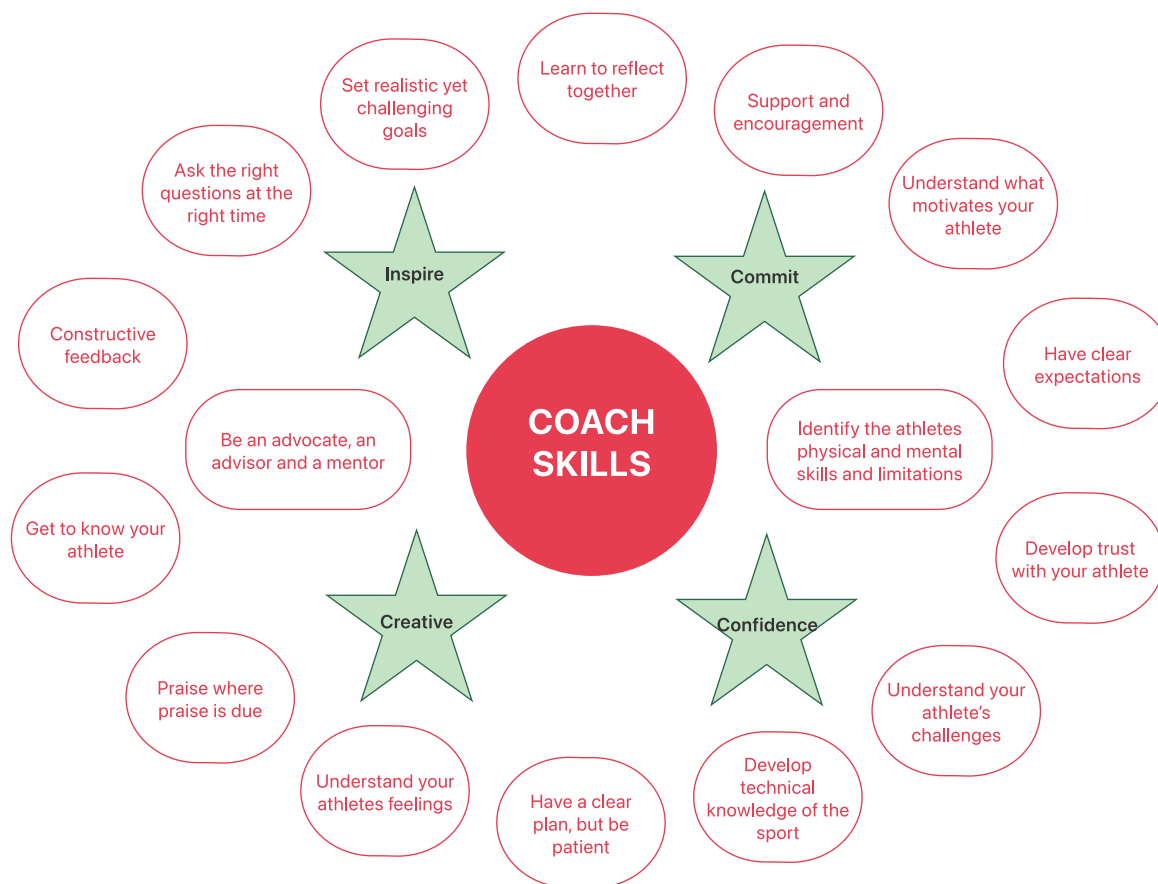 Learn to reflect
together
Set realistic yet
challenging
goals
Support and
encouragement
Ask the right
questions at the
right time
Understand what
motivates your
athlete
Inspire
Commit
Constructive
feedback
Have clear
expectations
COACH
SKILLS
Be an advocate, an
advisor and a mentor
Identify the athletes
physical and mental
skills and limitations
Get to know your
athlete
Develop trust
with your athlete
Creative
Confidence
Praise where
praise is due
Understand your
athlete’s
challenges
Understand your
athletes feelings
Develop
technical
knowledge of the
sport
Have a clear
plan, but be
patient